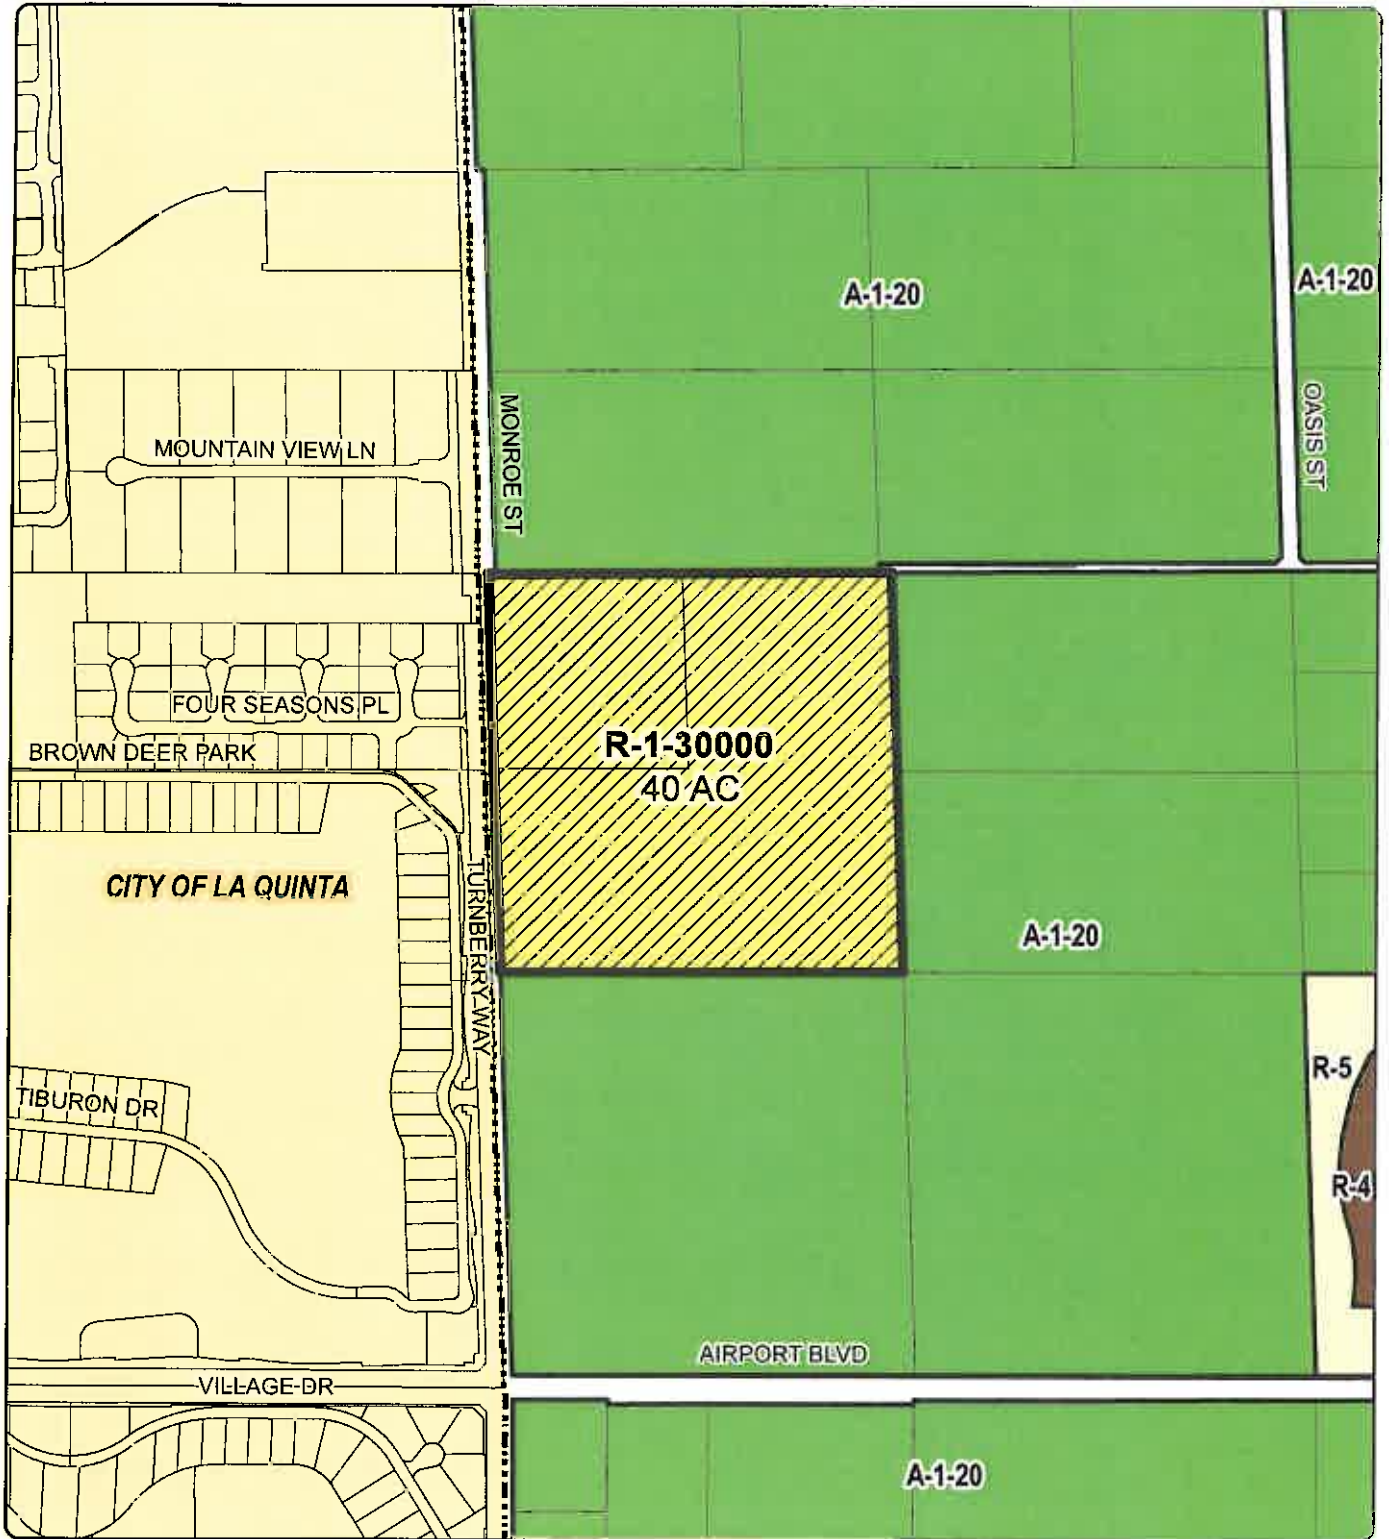 A-1-20
A-1-20
MONROE ST
OASIS ST
MOUNTAIN VIEW LN
FOUR SEASONS PL
R-1-30000
40 AC
BROWN DEER PARK
CITY OF LA QUINTA
TURNBERRY WAY
A-1-20
R-5
TIBURON DR
R-4
AIRPORT BLVD
VILLAGE DR
A-1-20